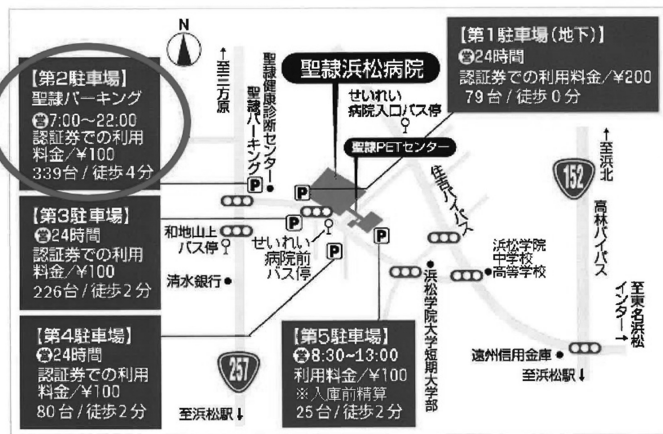 N
【第2駐車場】
聖隷パーキング
営7:00～22:00
認証券での利用
料金/¥100
339台/徒歩4分
【第3駐車場】
営24時間
認証券での利用
料金/¥100
226台/徒歩2分
【第4駐車場】
営24時間
認証券での利用
料金/¥100
80台/徒歩2分
【第1駐車場(地下)】
営24時間
認証券での利用料金/¥200
79台/徒歩0分
【第5駐車場】
営8:30～13:00
利用料金/¥100
※入庫前精算
25台/徒歩2分
聖隷浜松病院
せいれい
病院入口バス停
聖隷PETセンター
↑至三方原
聖隷健康診断センター
聖隷パーキング
P
P
P
P
P
和地山上
バス停
せいれい
病院前
バス停
清水銀行
257
至浜松駅↓
住吉バイパス
浜松学院
中学校
高等学校
浜松学院大学短期大学部
152
↑至浜北
高林バイパス
至東名浜松
インター→
遠州信用金庫
至浜松駅↓